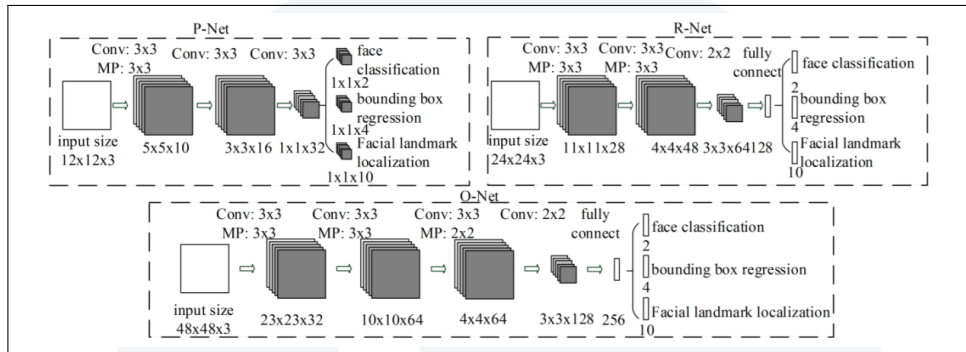 P-Net
Conv: 3x3 Conv: 3x3 Conv: 3x3
MP: 3x3
face
classification
1x1x2
bounding box
regression
1x1x4
Facial landmark
localization
1x1x10
input size
12x12x3
5x5x10
3x3x16
1x1x32
R-Net
Conv: 3x3 Conv: 3x3 Conv: 2x2 fully
MP: 3x3 MP: 3x3 connect
face classification
2
bounding box
regression
4
Facial landmark
localization
10
input size
24x24x3
11x11x28
4x4x48
3x3x64
128
O-Net
Conv: 3x3 Conv: 3x3 Conv: 3x3 Conv: 2x2 fully
MP: 3x3 MP: 3x3 MP: 2x2 connect
face classification
2
bounding box regression
4
Facial landmark localization
10
input size
48x48x3
23x23x32
10x10x64
4x4x64
3x3x128
256